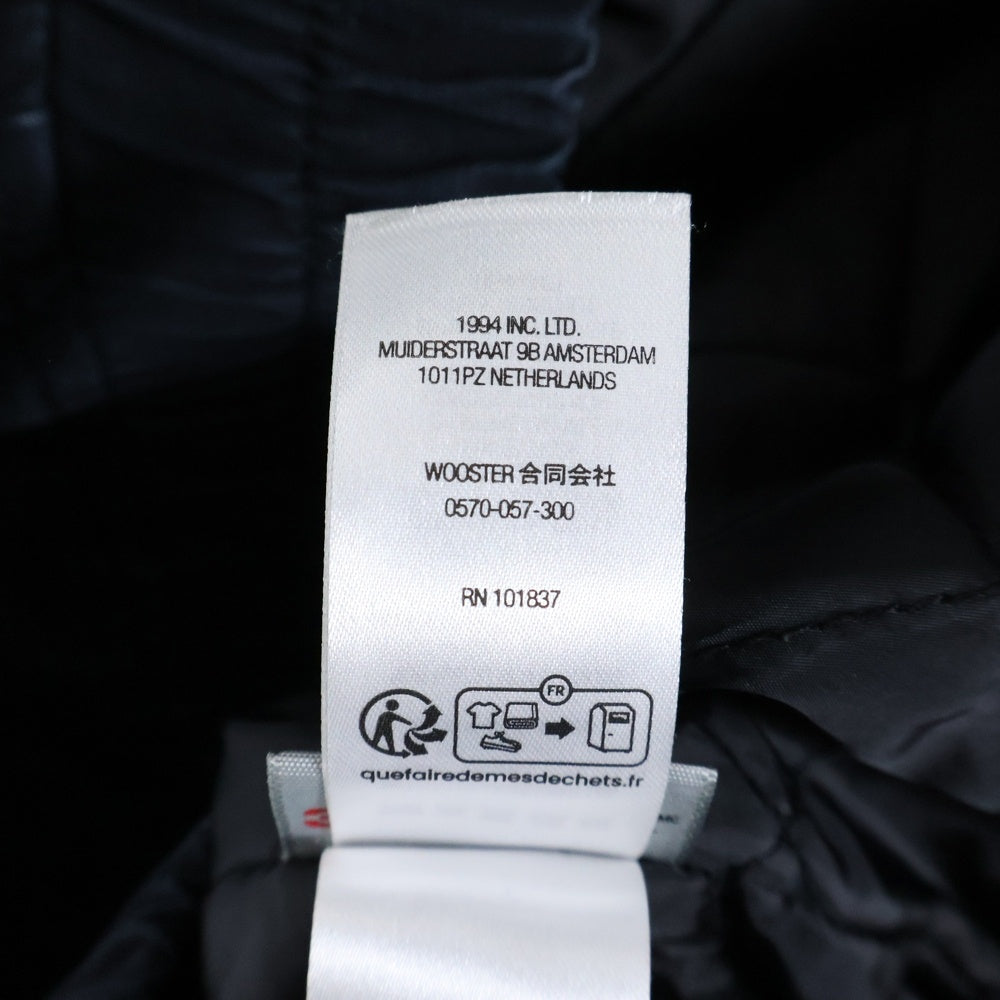 1994 INC. LTD.
MUIDERSTRAAT 9B AMSTERDAM
1011PZ NETHERLANDS
WOOSTER 合同会社
0570-057-300
RN 101837
FR
quefairedemesdechets.fr
MC